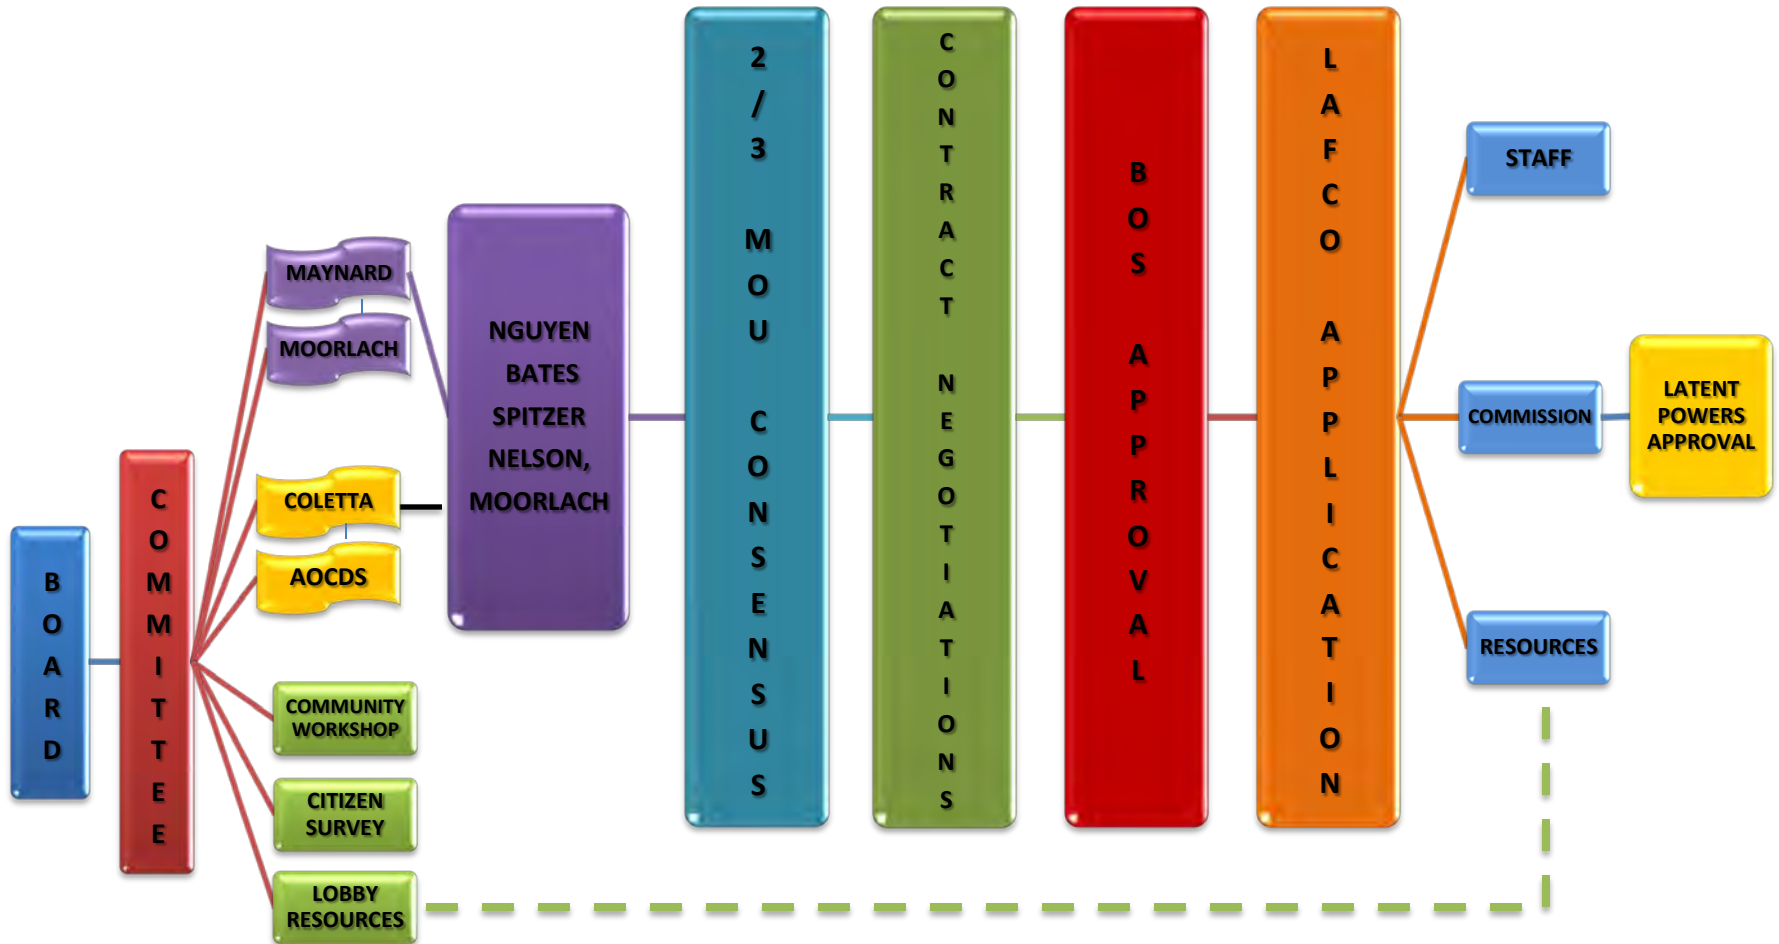 BOARD
COMMITTEE
MAYNARD
MOORLACH
COLETTA
AOCDS
COMMUNITY
WORKSHOP
CITIZEN
SURVEY
LOBBY
RESOURCES
NGUYEN
BATES
SPITZER
NELSON,
MOORLACH
2/3 MOU CONSENSUS
CONTRACT NEGOTIATIONS
BOS APPROVAL
LAFCO APPLICATION
STAFF
COMMISSION
RESOURCES
LATENT
POWERS
APPROVAL